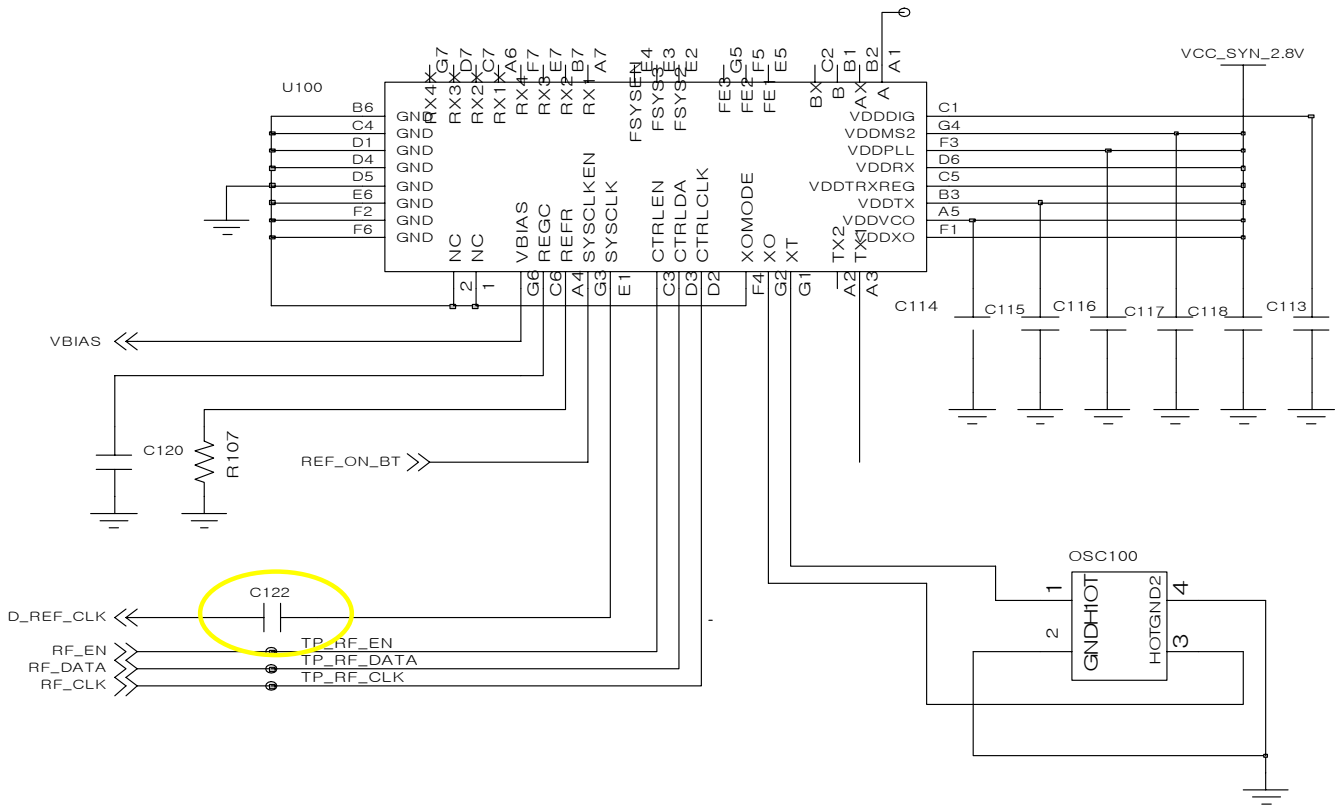 U100
VCC_SYN_2.8V
G7 D7 C7 A6 F7 E7 B7 A7 E4 E3 E2 G5 F5 E5 C2 B1 B2 A1
RX4X RX3X RX2X RX1X RX4 RX3 RX2 RX1 FSYSEN FSYS3 FSYS2 FE3 FE2 FE1 BX B AX A
B6 GND VDDDIG C1
C4 GND VDDMS2 G4
D1 GND VDDPLL F3
D4 GND VDDRX D6
D5 GND VDDTRXREG C5
E6 GND VDDTX B3
F2 GND VDDVCO A5
F6 GND VDDXO F1
NC NC VBIAS REGC REFR SYSCLKEN SYSCLK CTRLEN CTRLDA CTRLCLK XOMODE XO XT TX2 TX1
2 1 G6 C6 A4 G3 E1 C3 D3 D2 F4 G2 G1 A2 A3
C114 C115 C116 C117 C118 C113
VBIAS
C120
R107
REF_ON_BT
OSC100
1 GNDH1OT HOTGND2 4
2 3
C122
D_REF_CLK
RF_EN TP_RF_EN
RF_DATA TP_RF_DATA
RF_CLK TP_RF_CLK